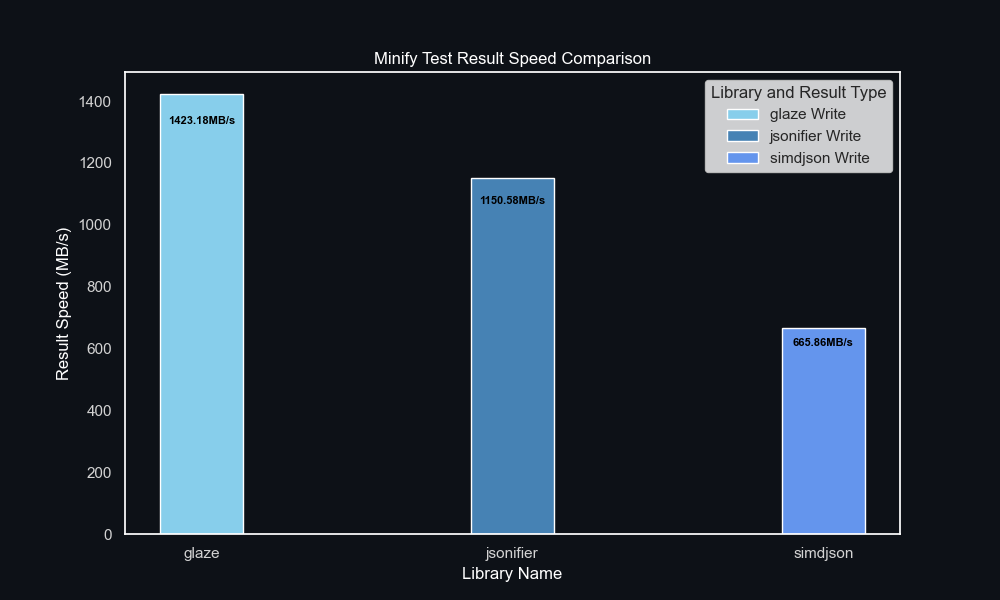 Minify Test Result Speed Comparison
Library and Result Type
glaze Write
jsonifier Write
simdjson Write
Result Speed (MB/s)
1400
1200
1000
800
600
400
200
0
1423.18MB/s
1150.58MB/s
665.86MB/s
glaze
jsonifier
simdjson
Library Name